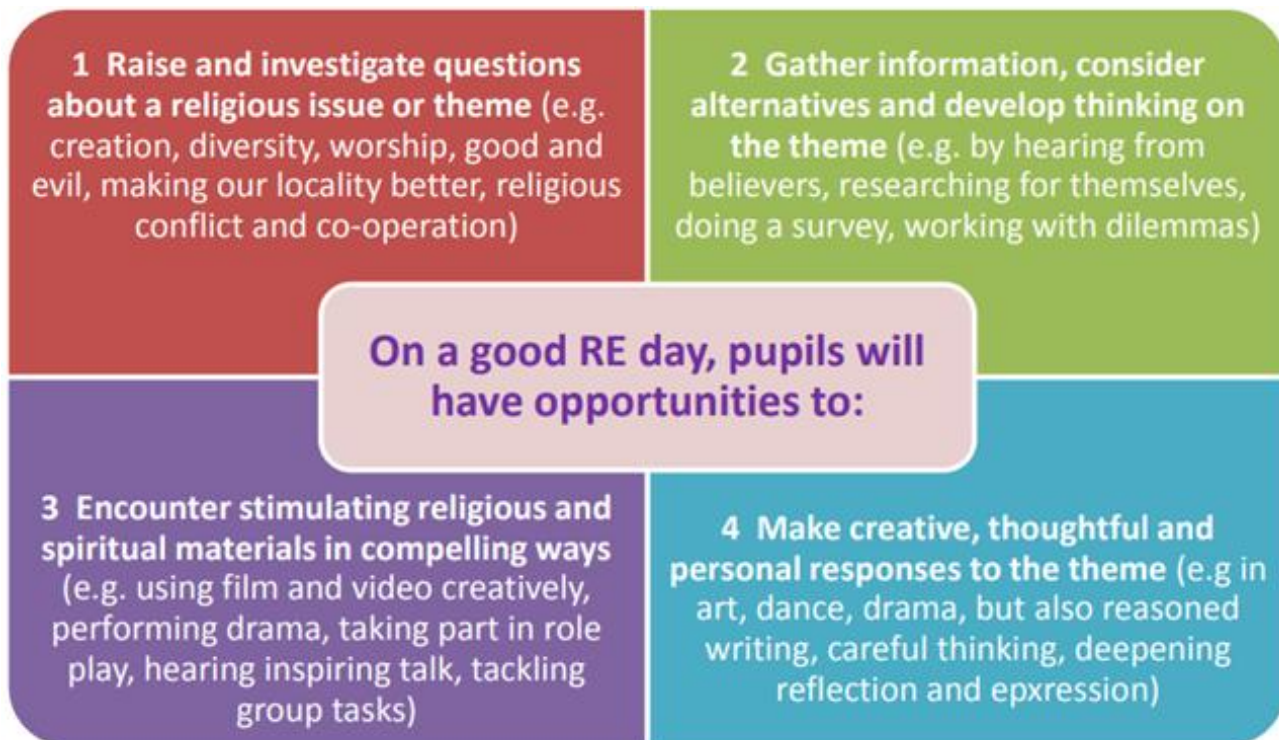 1 Raise and investigate questions
about a religious issue or theme (e.g.
creation, diversity, worship, good and
evil, making our locality better, religious
conflict and co-operation)
2 Gather information, consider
alternatives and develop thinking on
the theme (e.g. by hearing from
believers, researching for themselves,
doing a survey, working with dilemmas)
On a good RE day, pupils will
have opportunities to:
3 Encounter stimulating religious and
spiritual materials in compelling ways
(e.g. using film and video creatively,
performing drama, taking part in role
play, hearing inspiring talk, tackling
group tasks)
4 Make creative, thoughtful and
personal responses to the theme (e.g in
art, dance, drama, but also reasoned
writing, careful thinking, deepening
reflection and epxression)